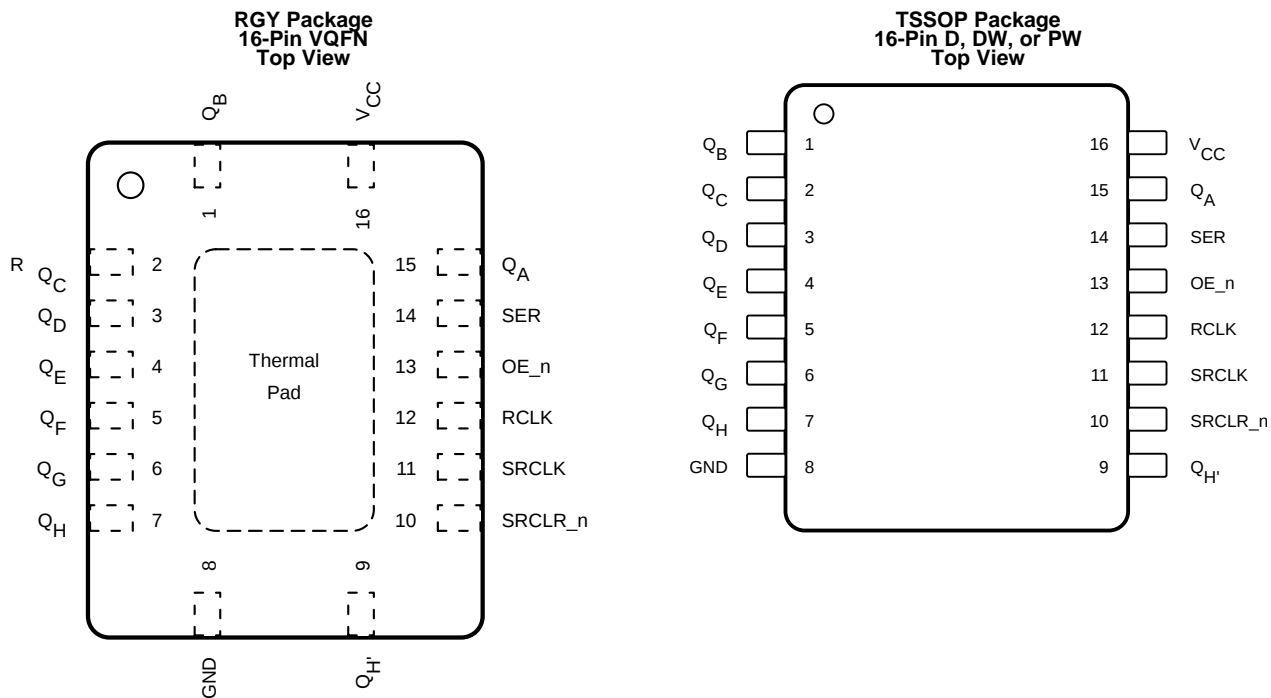 RGY Package
16-Pin VQFN
Top View
QB
VCC
1
16
R
QC
2
15
QA
QD
3
14
SER
QE
4
13
OE_n
Thermal
Pad
QF
5
12
RCLK
QG
6
11
SRCLK
QH
7
10
SRCLR_n
8
9
GND
QH'
TSSOP Package
16-Pin D, DW, or PW
Top View
QB
1
16
VCC
QC
2
15
QA
QD
3
14
SER
QE
4
13
OE_n
QF
5
12
RCLK
QG
6
11
SRCLK
QH
7
10
SRCLR_n
GND
8
9
QH'